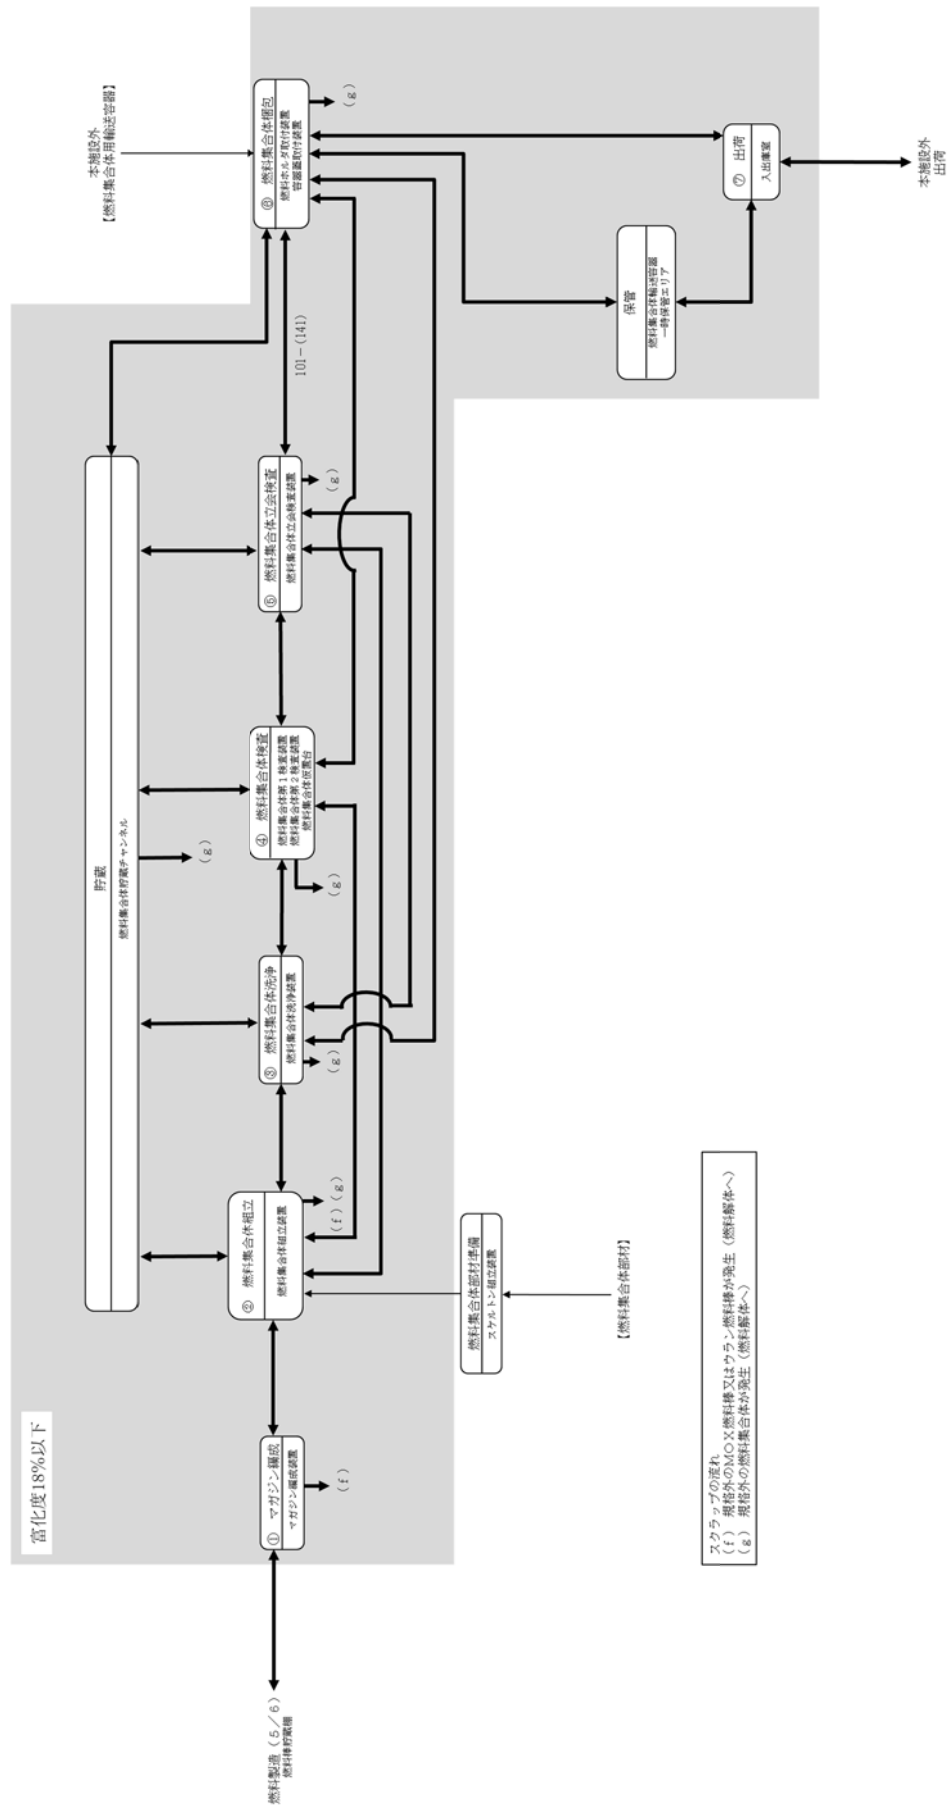 富化度18%以下
貯蔵
燃料集合体貯蔵チャンネル
(g)
本施設外
【燃料集合体用輸送容器】
燃料製造(5/6)
燃料棒貯蔵棚
① マガジン編成
マガジン編成装置
(f)
② 燃料集合体組立
燃料集合体組立装置
(f)(g)
③ 燃料集合体洗浄
燃料集合体洗浄装置
(g)
④ 燃料集合体検査
燃料集合体第1検査装置
燃料集合体第2検査装置
燃料集合体仮置台
(g)
⑤ 燃料集合体立会検査
燃料集合体立会検査装置
(g)
101-(141)
⑥ 燃料集合体梱包
燃料ホルダ取付装置
容器蓋取付装置
(g)
燃料集合体部材準備
スケルトン組立装置
【燃料集合体部材】
保管
燃料集合体輸送容器
一時保管エリア
⑦ 出荷
入出庫室
本施設外
出荷
スクラップの流れ
(f) 規格外のMOX燃料棒又はウラン燃料棒が発生(燃料解体へ)
(g) 規格外の燃料集合体が発生(燃料解体へ)